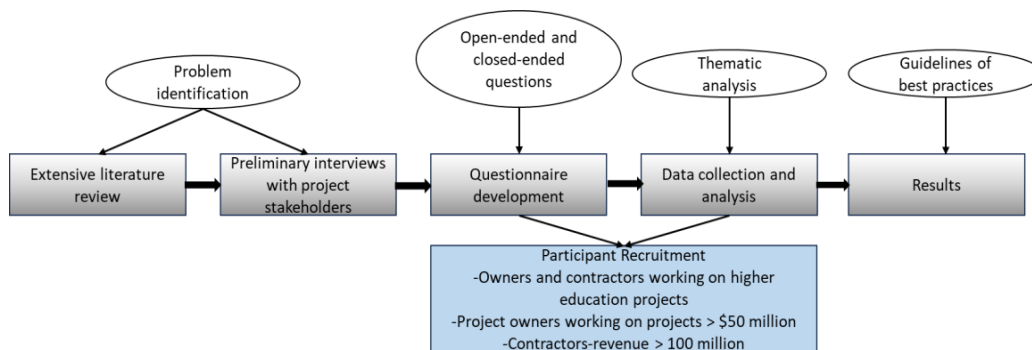 Problem
identification
Open-ended and
closed-ended
questions
Thematic
analysis
Guidelines of
best practices
Extensive literature
review
Preliminary interviews
with project
stakeholders
Questionnaire
development
Data collection and
analysis
Results
Participant Recruitment
-Owners and contractors working on higher
education projects
-Project owners working on projects > $50 million
-Contractors-revenue > 100 million